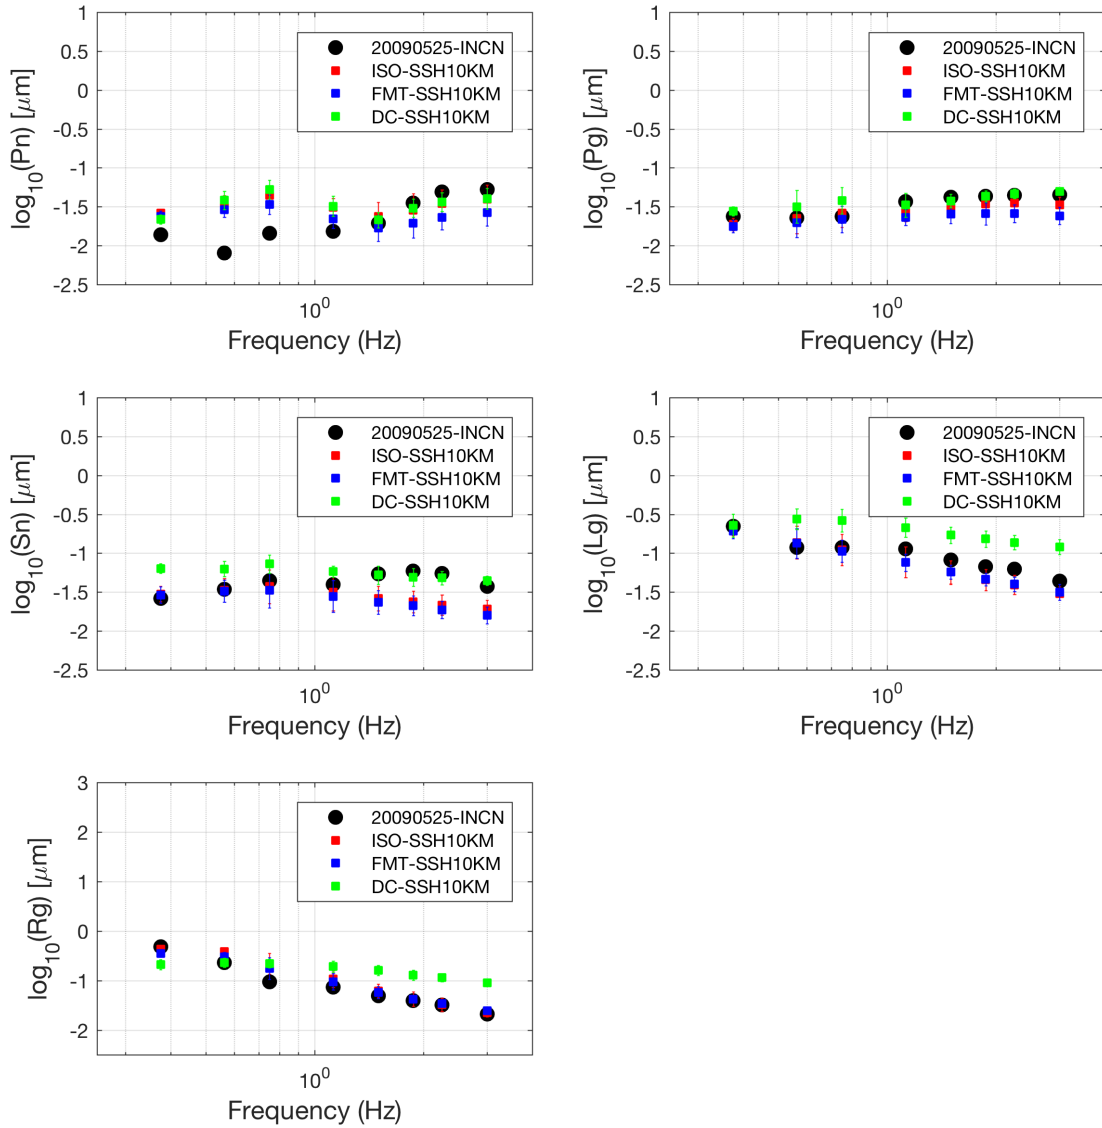 1
0.5
0
-0.5
-1
-1.5
-2
-2.5
log10(Pn) [μm]
20090525-INCN
ISO-SSH10KM
FMT-SSH10KM
DC-SSH10KM
10^0
Frequency (Hz)
1
0.5
0
-0.5
-1
-1.5
-2
-2.5
log10(Pg) [μm]
20090525-INCN
ISO-SSH10KM
FMT-SSH10KM
DC-SSH10KM
10^0
Frequency (Hz)
1
0.5
0
-0.5
-1
-1.5
-2
-2.5
log10(Sn) [μm]
20090525-INCN
ISO-SSH10KM
FMT-SSH10KM
DC-SSH10KM
10^0
Frequency (Hz)
1
0.5
0
-0.5
-1
-1.5
-2
-2.5
log10(Lg) [μm]
20090525-INCN
ISO-SSH10KM
FMT-SSH10KM
DC-SSH10KM
10^0
Frequency (Hz)
3
2
1
0
-1
-2
log10(Rg) [μm]
20090525-INCN
ISO-SSH10KM
FMT-SSH10KM
DC-SSH10KM
10^0
Frequency (Hz)